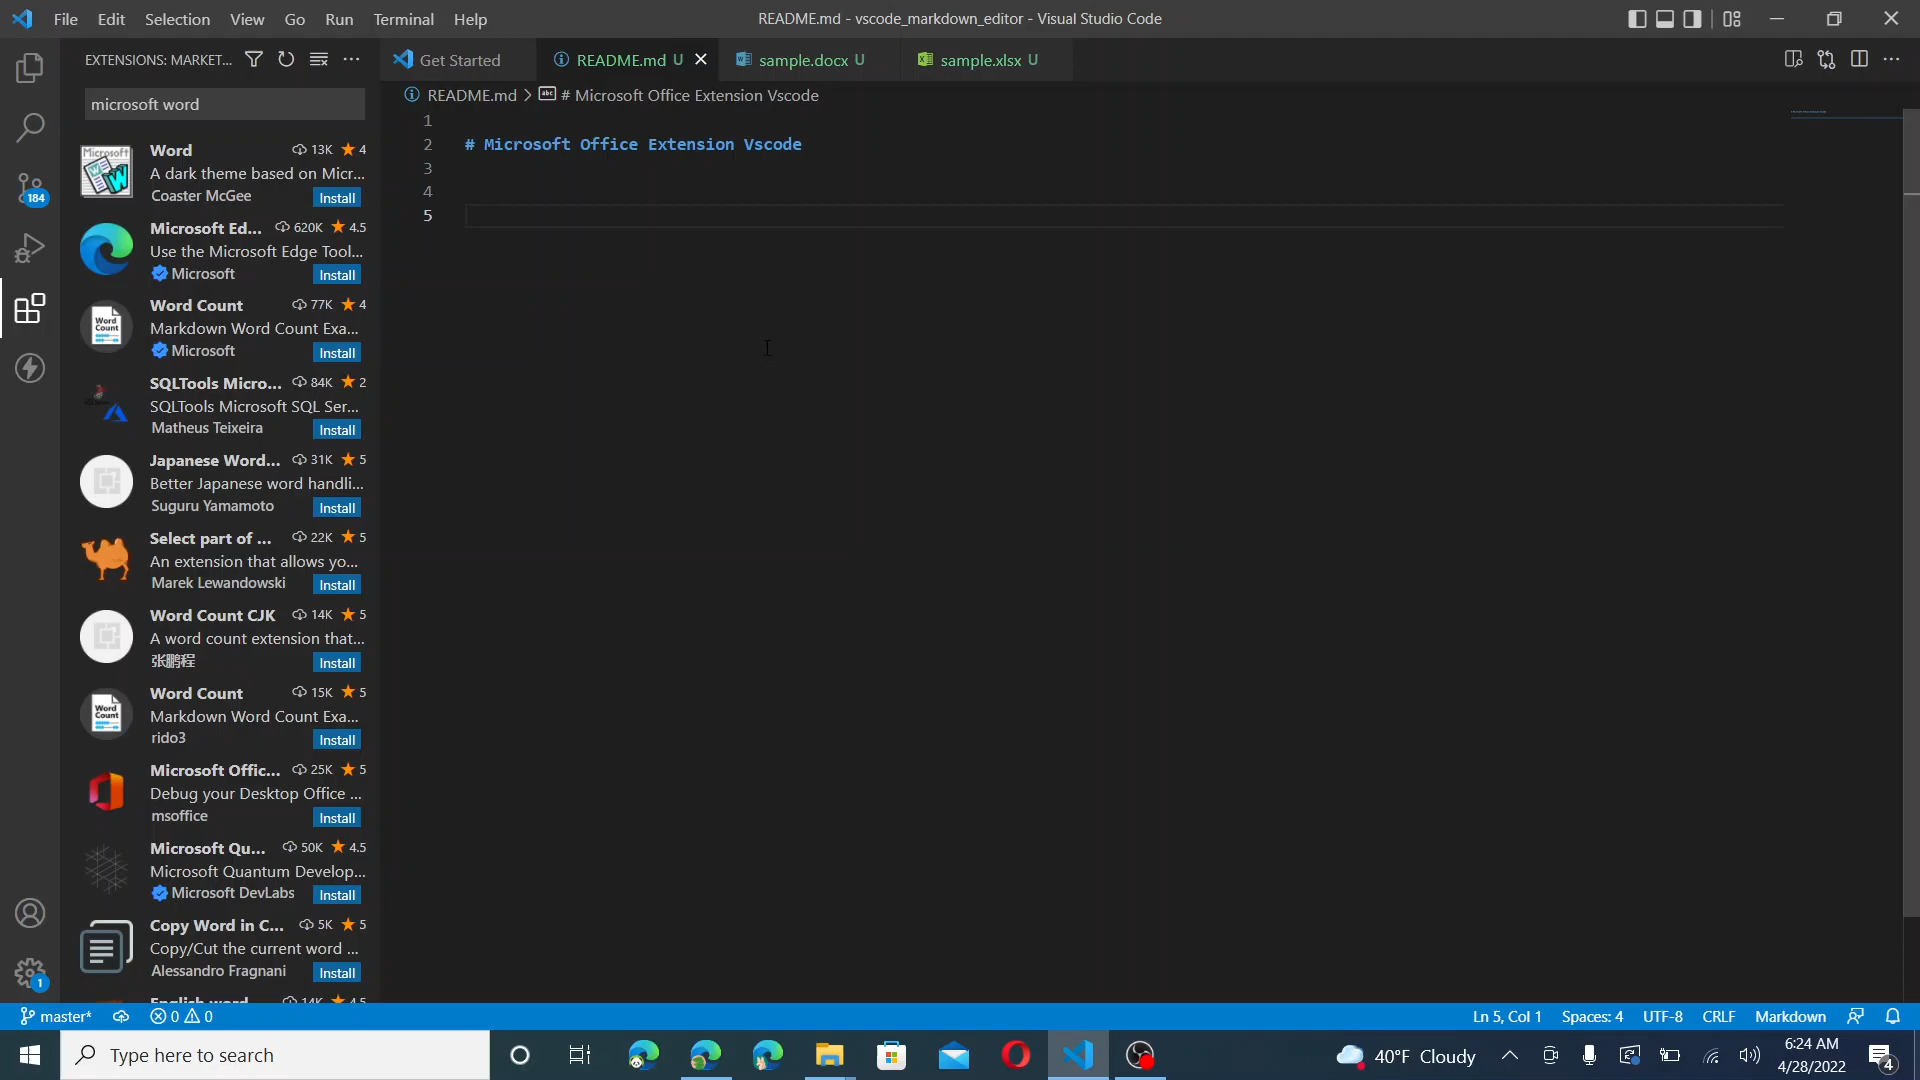 File Edit Selection View Go Run Terminal Help
README.md - vscode_markdown_editor - Visual Studio Code
EXTENSIONS: MARKET...
Get Started
README.md U
sample.docx U
sample.xlsx U
README.md > # Microsoft Office Extension Vscode
microsoft word
1
2 # Microsoft Office Extension Vscode
3
4
5
Microsoft
Word 13K 4
A dark theme based on Micr...
Coaster McGee Install
Microsoft Ed... 620K 4.5
Use the Microsoft Edge Tool...
Microsoft Install
Word Count
Word Count 77K 4
Markdown Word Count Exa...
Microsoft Install
SQLTools Micro... 84K 2
SQLTools Microsoft SQL Ser...
Matheus Teixeira Install
Japanese Word... 31K 5
Better Japanese word handli...
Suguru Yamamoto Install
Select part of ... 22K 5
An extension that allows yo...
Marek Lewandowski Install
Word Count CJK 14K 5
A word count extension that...
张鹏程 Install
Word Count
Word Count 15K 5
Markdown Word Count Exa...
rido3 Install
Microsoft Offic... 25K 5
Debug your Desktop Office ...
msoffice Install
Microsoft Qu... 50K 4.5
Microsoft Quantum Develop...
Microsoft DevLabs Install
Copy Word in C... 5K 5
Copy/Cut the current word ...
Alessandro Fragnani Install
English word 14K 4.5
184
1
master* 0 0
Ln 5, Col 1 Spaces: 4 UTF-8 CRLF Markdown
Type here to search
40°F Cloudy
6:24 AM
4/28/2022
4